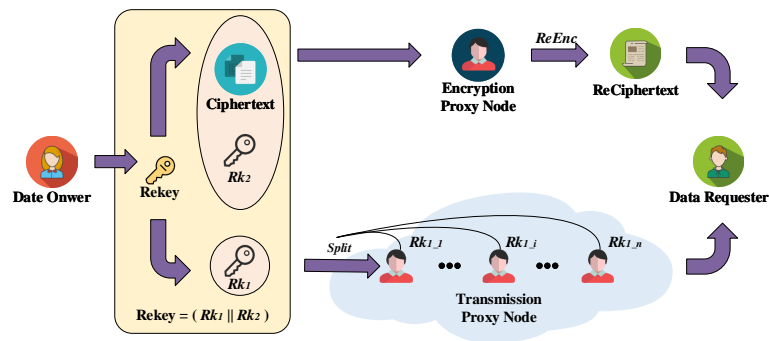 Ciphertext
Rk2
ReEnc
Encryption
Proxy Node
ReCiphertext
Date Onwer
Rekey
Data Requester
Rk1
Rekey = ( Rk1 || Rk2 )
Split
Rk1_1
Rk1_i
Rk1_n
Transmission
Proxy Node